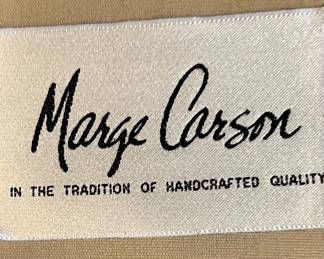 Marge Carson
IN THE TRADITION OF HANDCRAFTED QUALITY